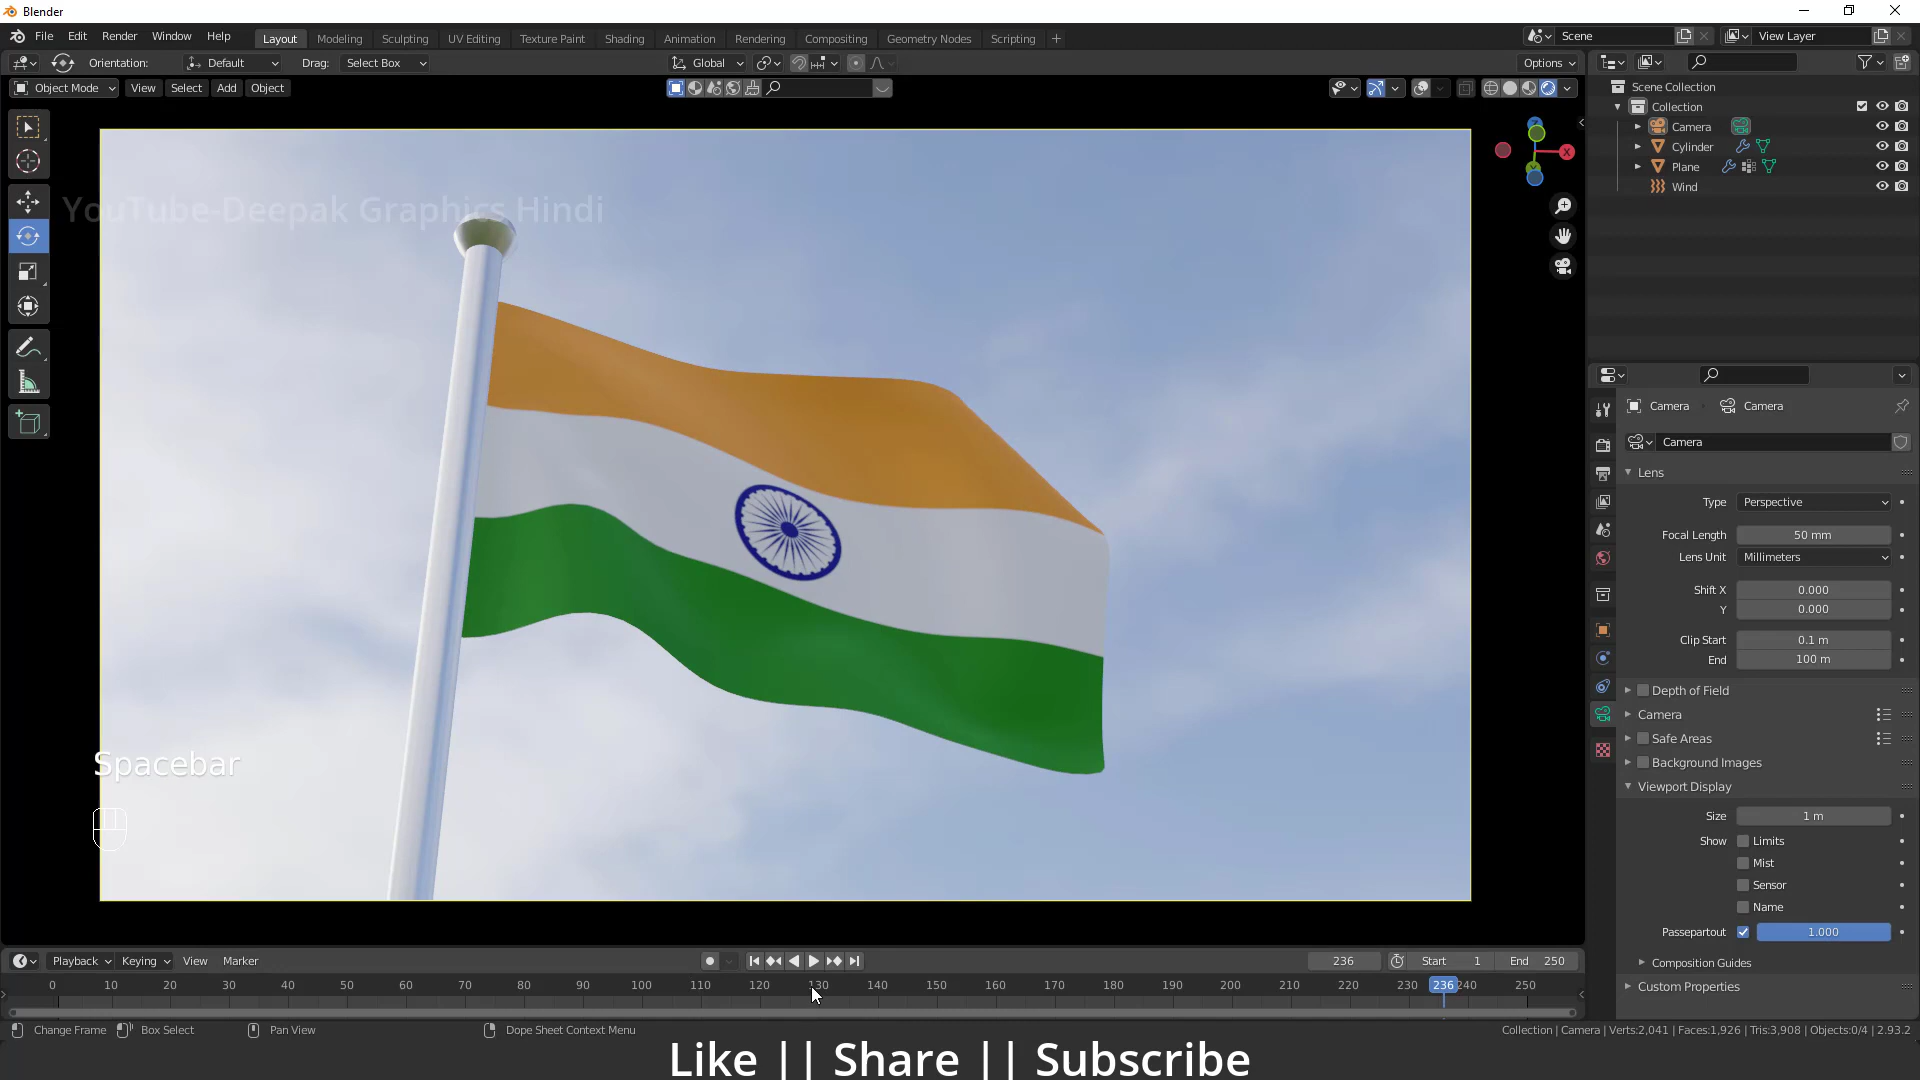 Blender
File Edit Render Window Help
Layout Modeling Sculpting UV Editing Texture Paint Shading Animation Rendering Compositing Geometry Nodes Scripting +
Scene
View Layer
Orientation: Default Drag: Select Box
Global
Options
Object Mode View Select Add Object
Scene Collection
Collection
Camera
Cylinder
Plane
Wind
X
YouTube-Deepak Graphics Hindi
Spacebar
Camera Camera
Camera
Lens
Type Perspective
Focal Length 50 mm
Lens Unit Millimeters
Shift X 0.000
Y 0.000
Clip Start 0.1 m
End 100 m
Depth of Field
Camera
Safe Areas
Background Images
Viewport Display
Size 1 m
Show Limits
Mist
Sensor
Name
Passepartout 1.000
Composition Guides
Custom Properties
Playback Keying View Marker
236 Start 1 End 250
0 10 20 30 40 50 60 70 80 90 100 110 120 130 140 150 160 170 180 190 200 210 220 230 236 240 250
Change Frame Box Select Pan View Dope Sheet Context Menu
Collection | Camera | Verts:2,041 | Faces:1,926 | Tris:3,908 | Objects:0/4 | 2.93.2
Like || Share || Subscribe